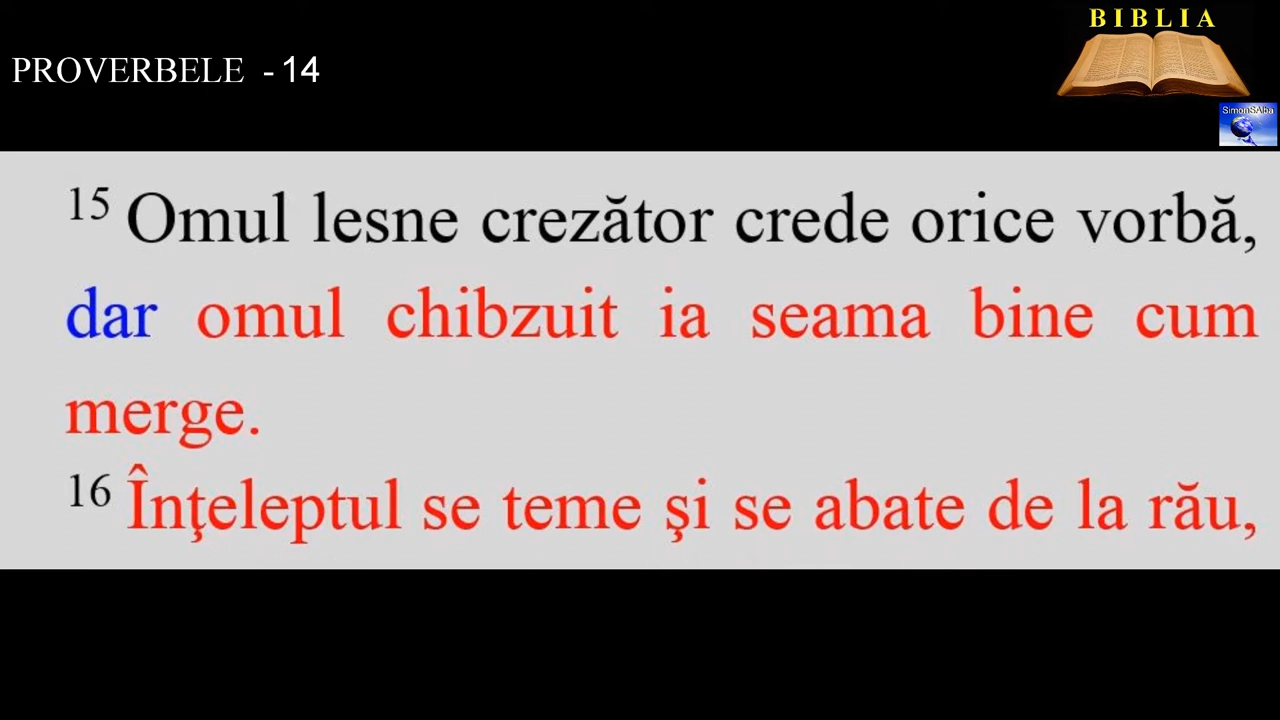 BIBLIA
PROVERBELE - 14
SimonSAlba
15 Omul lesne crezător crede orice vorbă,
dar omul chibzuit ia seama bine cum
merge.
16 Înţeleptul se teme şi se abate de la rău,